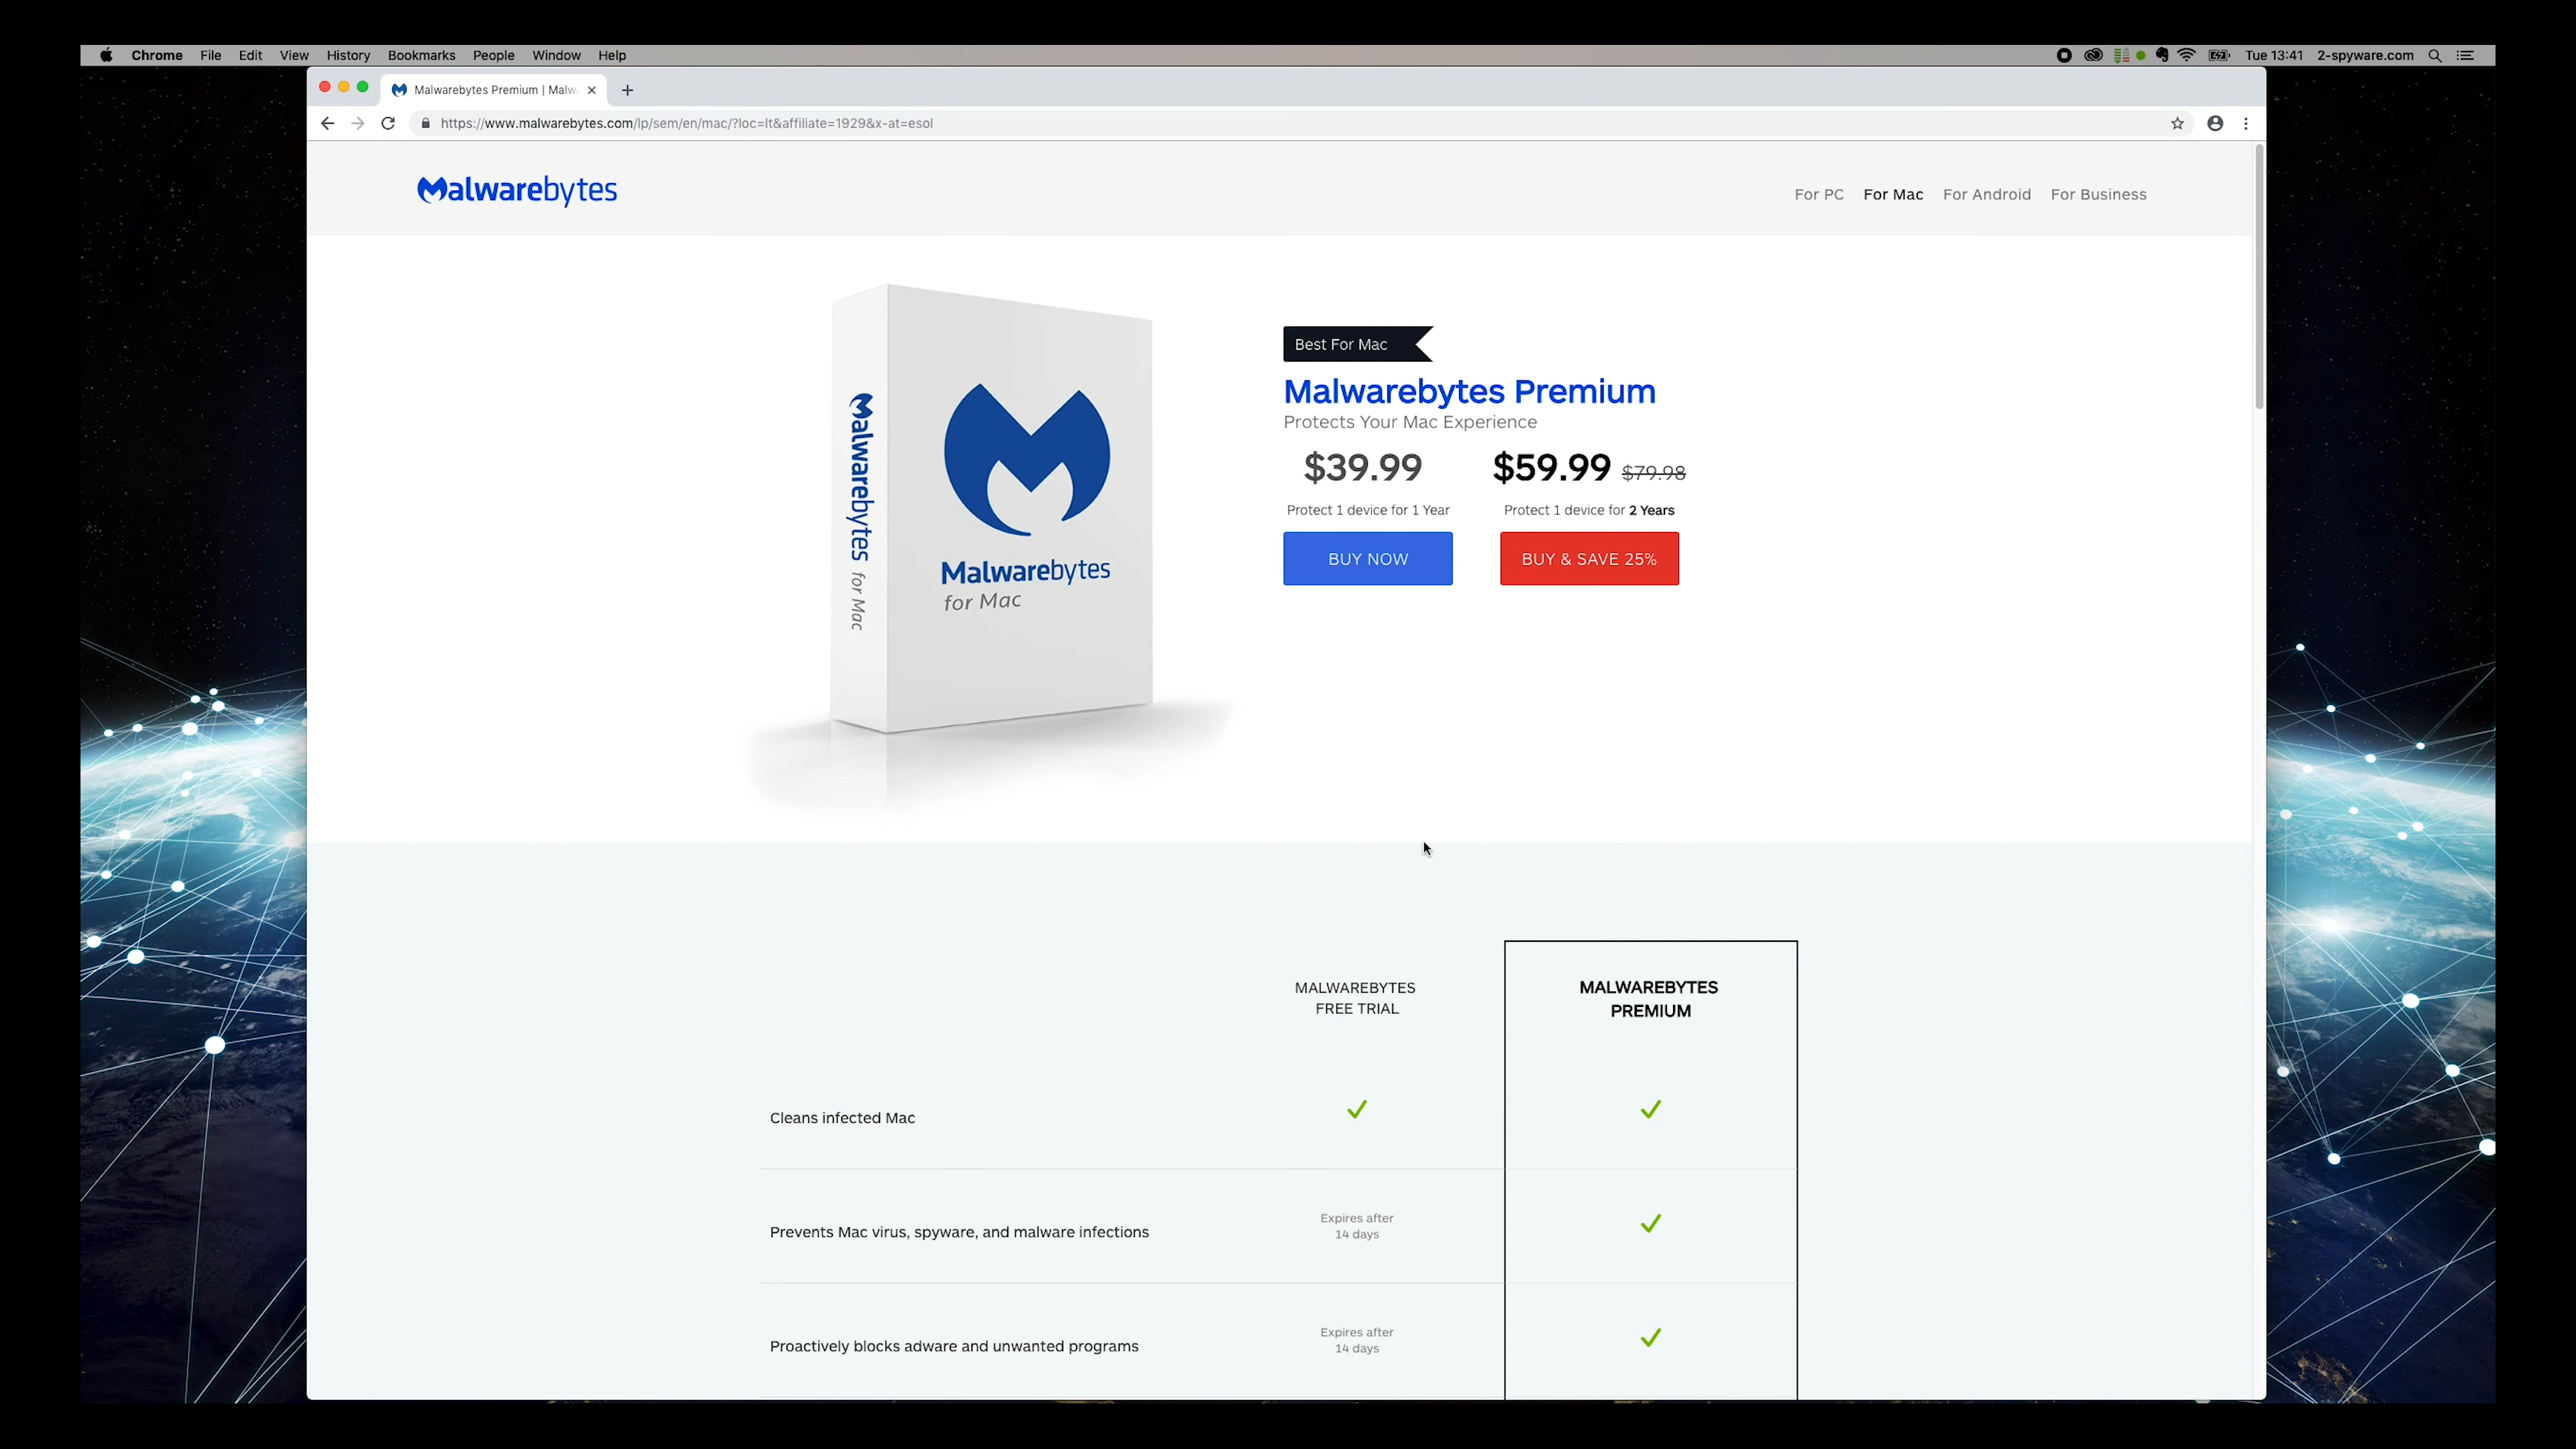 Chrome File Edit View History Bookmarks People Window Help Tue 13:41 2-spyware.com
Malwarebytes Premium | Malw
https://www.malwarebytes.com/lp/sem/en/mac/?loc=lt&affiliate=1929&x-at=esol
Malwarebytes
For PC For Mac For Android For Business
Malwarebytes for Mac
Malwarebytes
for Mac
Best For Mac
Malwarebytes Premium
Protects Your Mac Experience
$39.99 $59.99 $79.98
Protect 1 device for 1 Year Protect 1 device for 2 Years
BUY NOW BUY & SAVE 25%
MALWAREBYTES
FREE TRIAL
MALWAREBYTES
PREMIUM
Cleans infected Mac
Prevents Mac virus, spyware, and malware infections
Expires after
14 days
Proactively blocks adware and unwanted programs
Expires after
14 days